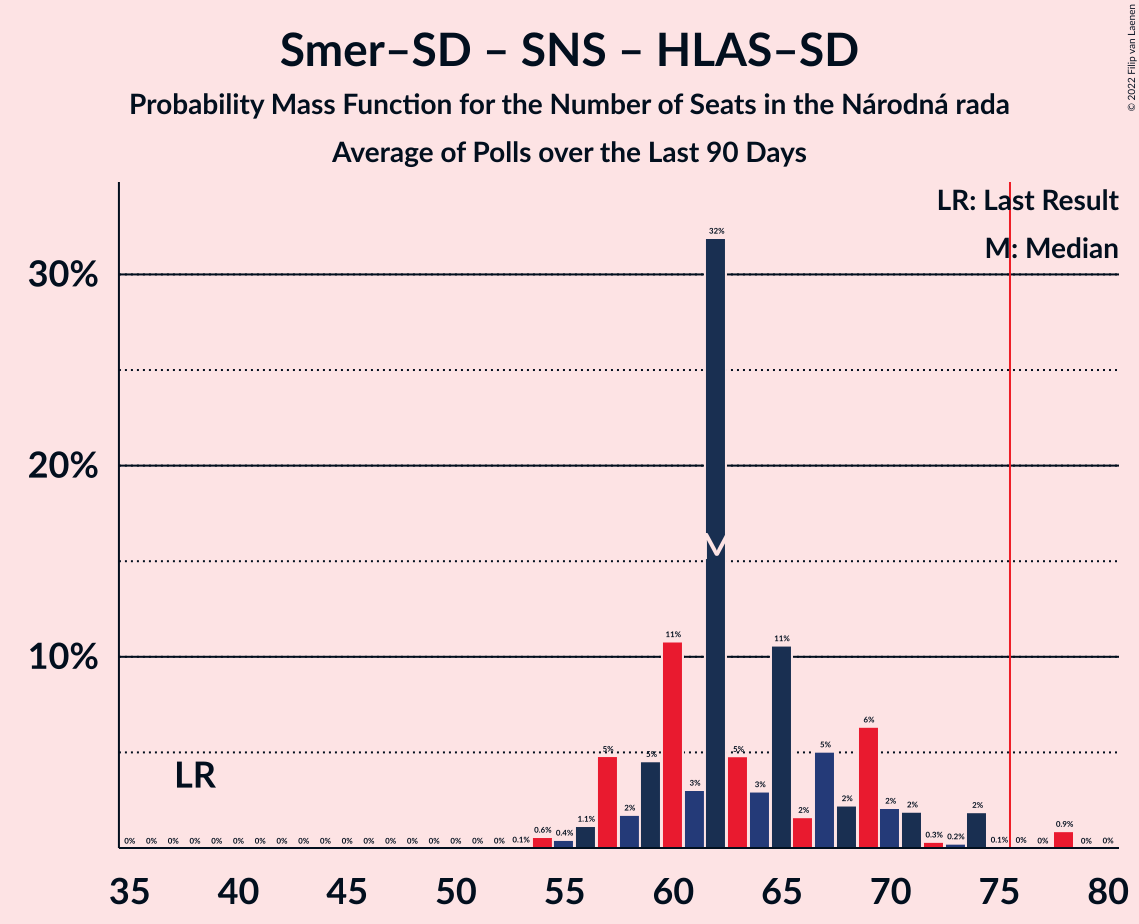 Smer–SD – SNS – HLAS–SD
Probability Mass Function for the Number of Seats in the Národná rada
Average of Polls over the Last 90 Days
© 2022 Filip van Laenen
LR: Last Result
M: Median
30%
20%
10%
32%
M
11%
11%
6%
5%
5%
5%
5%
3%
3%
2%
2%
2%
2%
2%
2%
LR
0% 0% 0% 0% 0% 0% 0% 0% 0% 0% 0% 0% 0% 0% 0% 0% 0% 0% 0.1% 0.6% 0.4% 1.1% 0.3% 0.2% 0.1% 0% 0% 0.9% 0% 0%
35 40 45 50 55 60 65 70 75 80